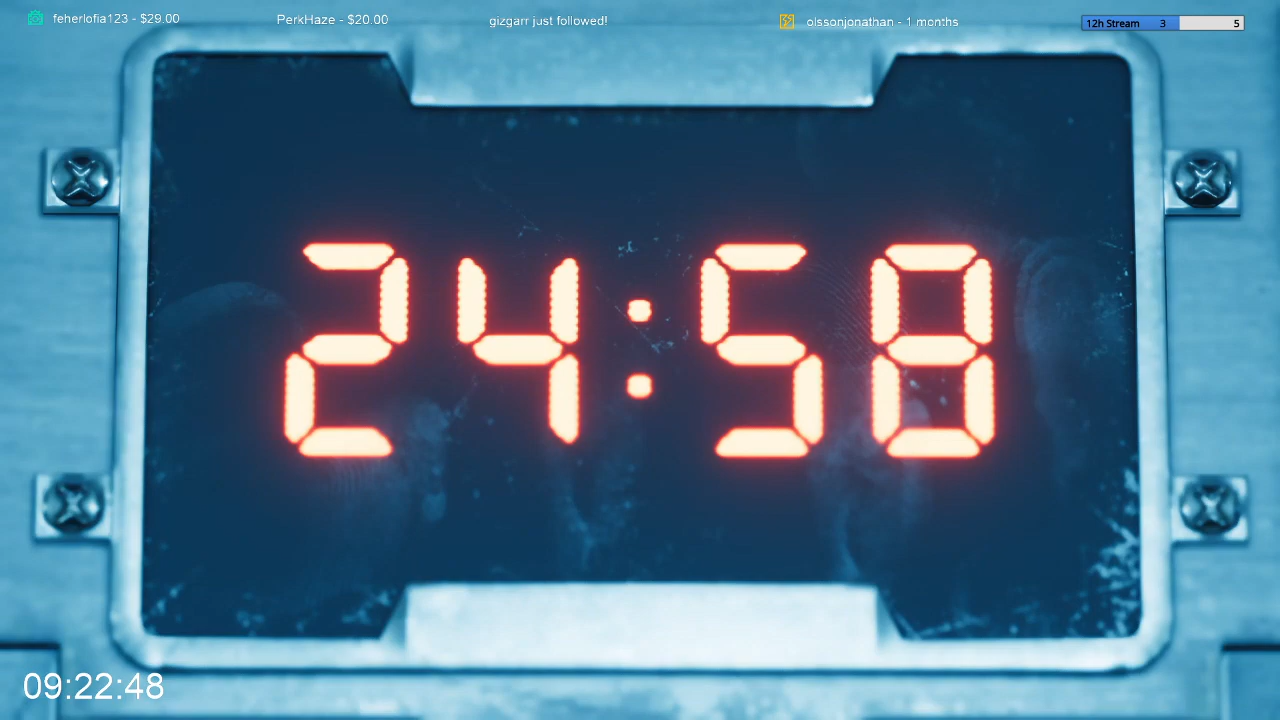 feherlofia123 - $29.00
PerkHaze - $20.00
gizgarr just followed!
olssonjonathan - 1 months
12h Stream 3 5
24:58
09:22:48